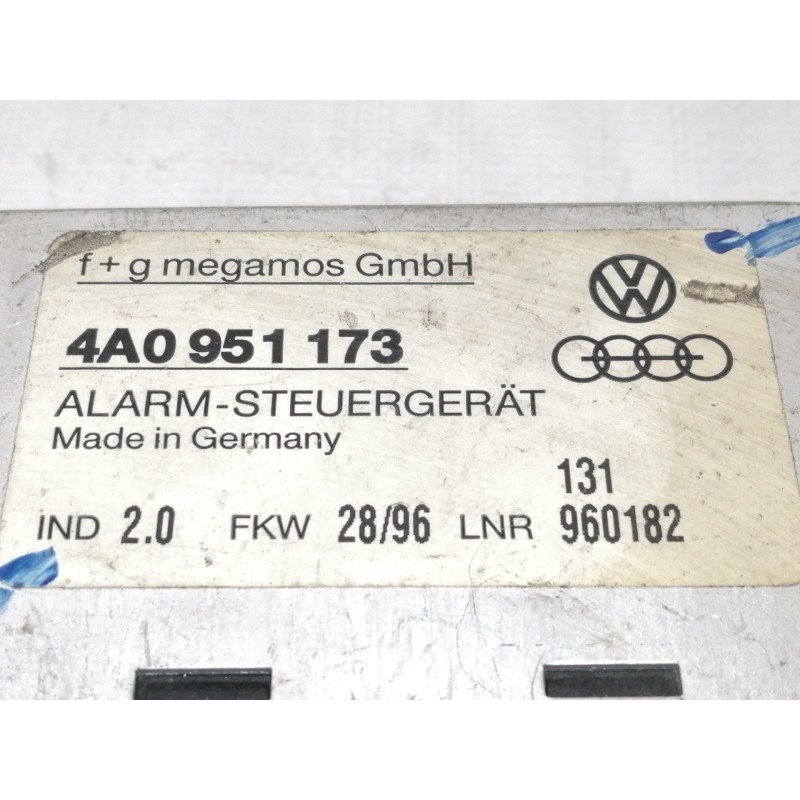 f+g megamos GmbH
4A0 951 173
ALARM-STEUERGERÄT
Made in Germany
131
IND 2.0 FKW 28/96 LNR 960182